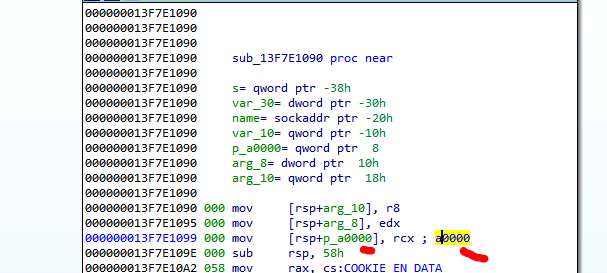 000000013F7E1090
000000013F7E1090
000000013F7E1090
000000013F7E1090 sub_13F7E1090 proc near
000000013F7E1090
000000013F7E1090 s= qword ptr -38h
000000013F7E1090 var_30= dword ptr -30h
000000013F7E1090 name= sockaddr ptr -20h
000000013F7E1090 var_10= qword ptr -10h
000000013F7E1090 p_a0000= qword ptr  8
000000013F7E1090 arg_8= dword ptr  10h
000000013F7E1090 arg_10= qword ptr  18h
000000013F7E1090
000000013F7E1090 000 mov [rsp+arg_10], r8
000000013F7E1095 000 mov [rsp+arg_8], edx
000000013F7E1099 000 mov [rsp+p_a0000], rcx ; a0000
000000013F7E109E 000 sub rsp, 58h
000000013F7E10A2 058 mov rax, cs:COOKIE_EN_DATA